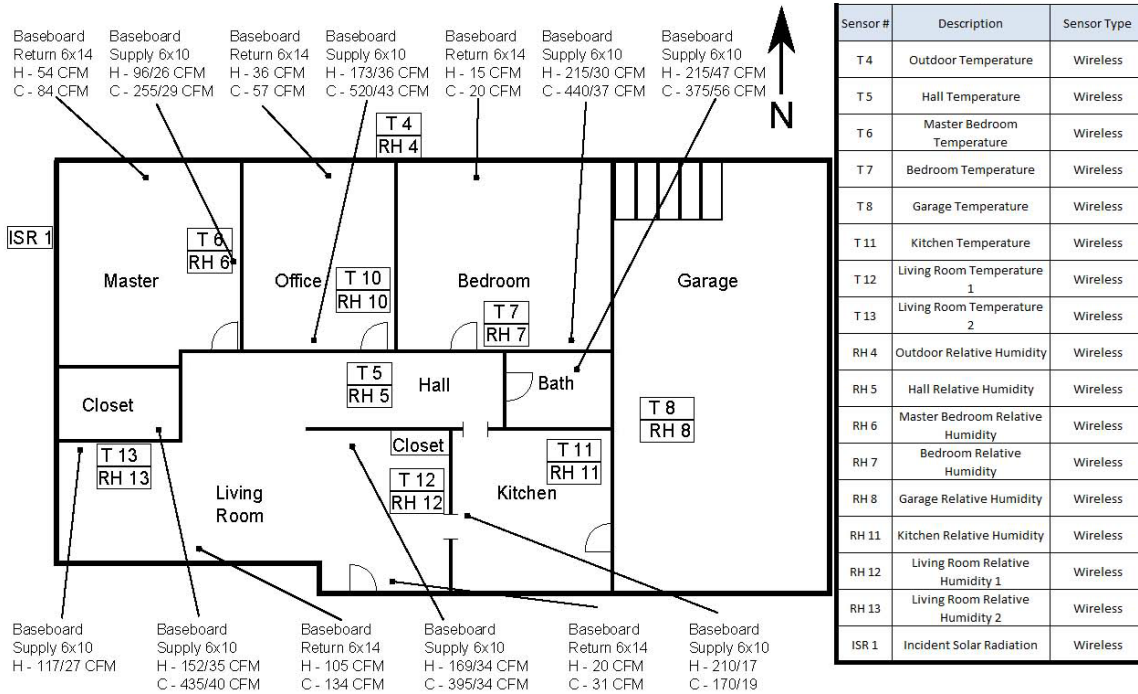 Baseboard
Return 6x14
H - 54 CFM
C - 84 CFM
Baseboard
Supply 6x10
H - 96/26 CFM
C - 255/29 CFM
Baseboard
Return 6x14
H - 36 CFM
C - 57 CFM
Baseboard
Supply 6x10
H - 173/36 CFM
C - 520/43 CFM
Baseboard
Return 6x14
H - 15 CFM
C - 20 CFM
Baseboard
Supply 6x10
H - 215/30 CFM
C - 440/37 CFM
Baseboard
Supply 6x10
H - 215/47 CFM
C - 375/56 CFM
N
T 4
RH 4
ISR 1
T 6
RH 6
Master
Office
T 10
RH 10
Bedroom
T 7
RH 7
Garage
T 5
RH 5
Hall
Bath
T 8
RH 8
Closet
T 13
RH 13
Living
Room
Closet
T 12
RH 12
T 11
RH 11
Kitchen
Baseboard
Supply 6x10
H - 117/27 CFM
Baseboard
Supply 6x10
H - 152/35 CFM
C - 435/40 CFM
Baseboard
Return 6x14
H - 105 CFM
C - 134 CFM
Baseboard
Supply 6x10
H - 169/34 CFM
C - 395/34 CFM
Baseboard
Return 6x14
H - 20 CFM
C - 31 CFM
Baseboard
Supply 6x10
H - 210/17
C - 170/19
Sensor # Description Sensor Type
T 4 Outdoor Temperature Wireless
T 5 Hall Temperature Wireless
T 6 Master Bedroom
Temperature Wireless
T 7 Bedroom Temperature Wireless
T 8 Garage Temperature Wireless
T 11 Kitchen Temperature Wireless
T 12 Living Room Temperature
1 Wireless
T 13 Living Room Temperature
2 Wireless
RH 4 Outdoor Relative Humidity Wireless
RH 5 Hall Relative Humidity Wireless
RH 6 Master Bedroom Relative
Humidity Wireless
RH 7 Bedroom Relative
Humidity Wireless
RH 8 Garage Relative Humidity Wireless
RH 11 Kitchen Relative Humidity Wireless
RH 12 Living Room Relative
Humidity 1 Wireless
RH 13 Living Room Relative
Humidity 2 Wireless
ISR 1 Incident Solar Radiation Wireless